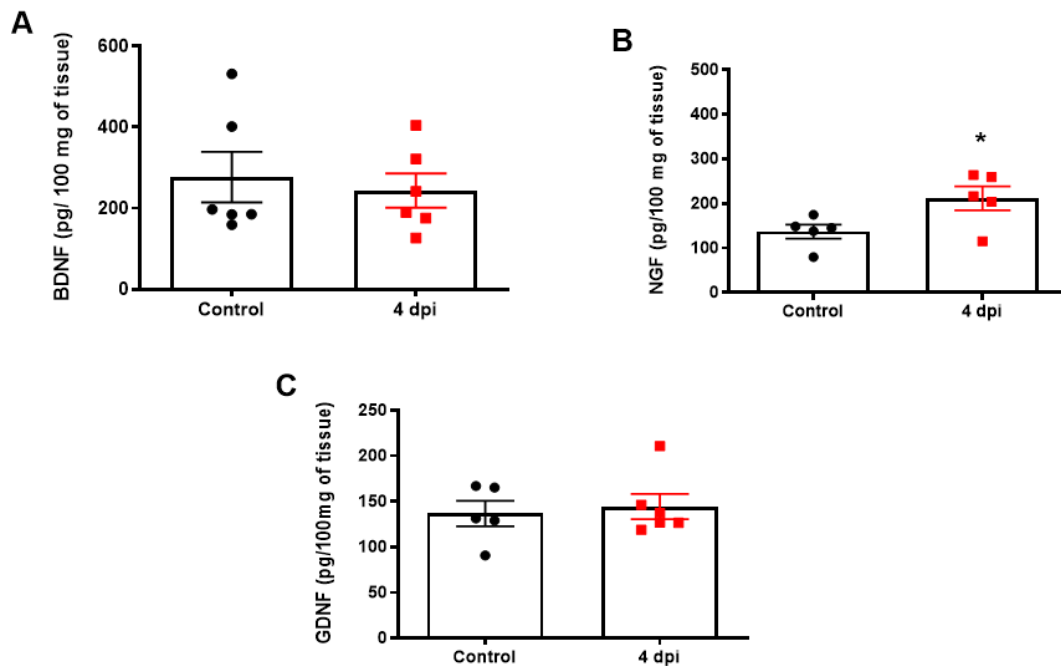 A
BDNF (pg/ 100 mg of tissue)
600
400
200
0
Control
4 dpi
B
NGF (pg/100 mg of tissue)
500
400
300
200
100
0
*
Control
4 dpi
C
GDNF (pg/100mg of tissue)
250
200
150
100
50
0
Control
4 dpi